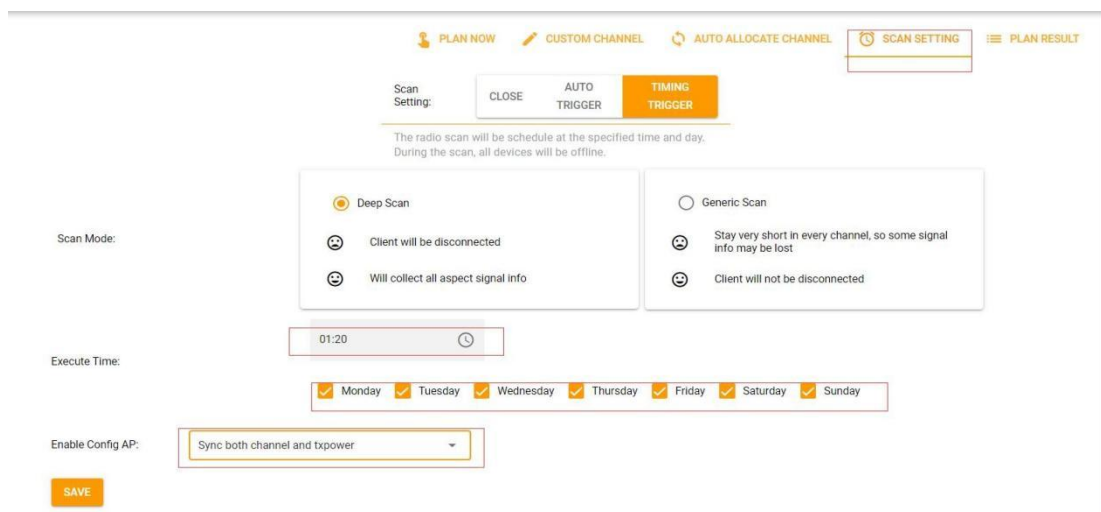 PLAN NOW CUSTOM CHANNEL AUTO ALLOCATE CHANNEL SCAN SETTING PLAN RESULT
Scan
Setting:
CLOSE
AUTO
TRIGGER
TIMING
TRIGGER
The radio scan will be schedule at the specified time and day.
During the scan, all devices will be offline.
Scan Mode:
Deep Scan
Client will be disconnected
Will collect all aspect signal info
Generic Scan
Stay very short in every channel, so some signal
info may be lost
Client will not be disconnected
Execute Time:
01:20
Monday Tuesday Wednesday Thursday Friday Saturday Sunday
Enable Config AP:
Sync both channel and txpower
SAVE